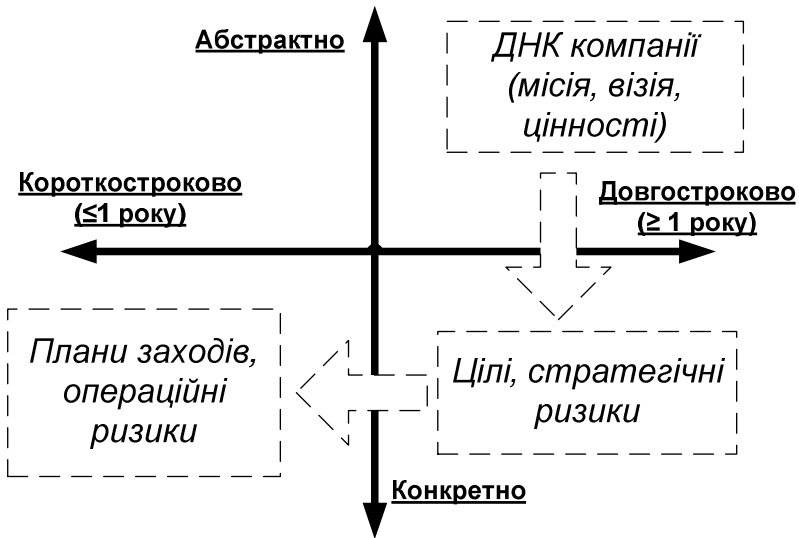 Абстрактно
ДНК компанії
(місія, візія,
цінності)
Короткостроково
(≤1 року)
Довгостроково
(≥ 1 року)
Плани заходів,
операційні
ризики
Цілі, стратегічні
ризики
Конкретно